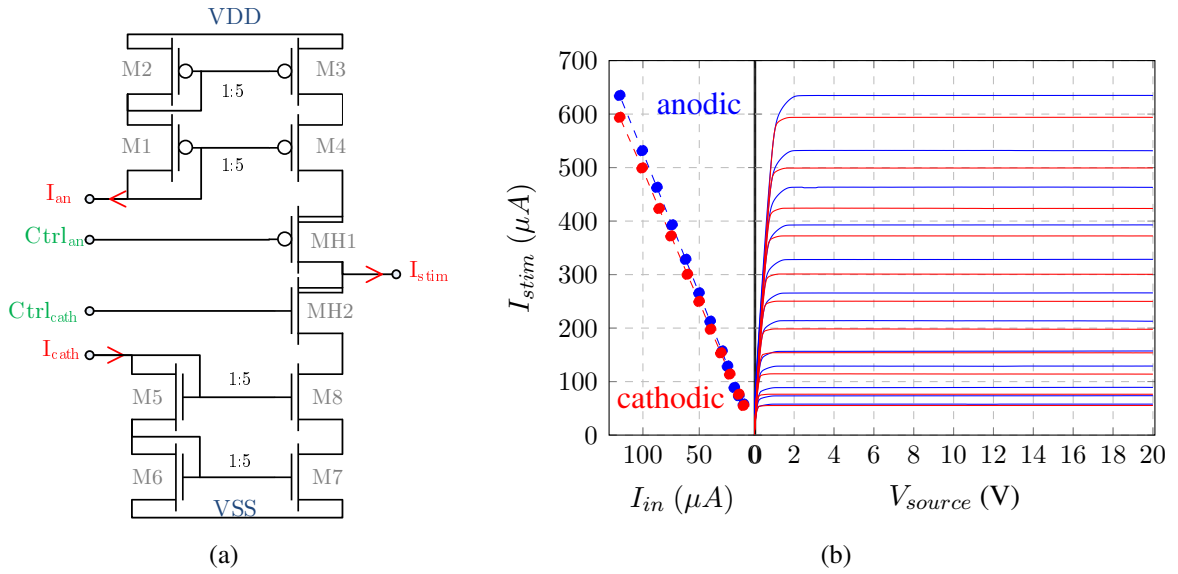 VDD
M2
M3
1:5
M1
M4
1:5
I_an
Ctrl_an
MH1
I_stim
MH2
Ctrl_cath
I_cath
M5
M8
1:5
M6
M7
1:5
VSS
(a)
700
600
500
400
300
200
100
0
I_stim (μA)
anodic
cathodic
100 50 0 0 2 4 6 8 10 12 14 16 18 20
I_in (μA)
V_source (V)
(b)